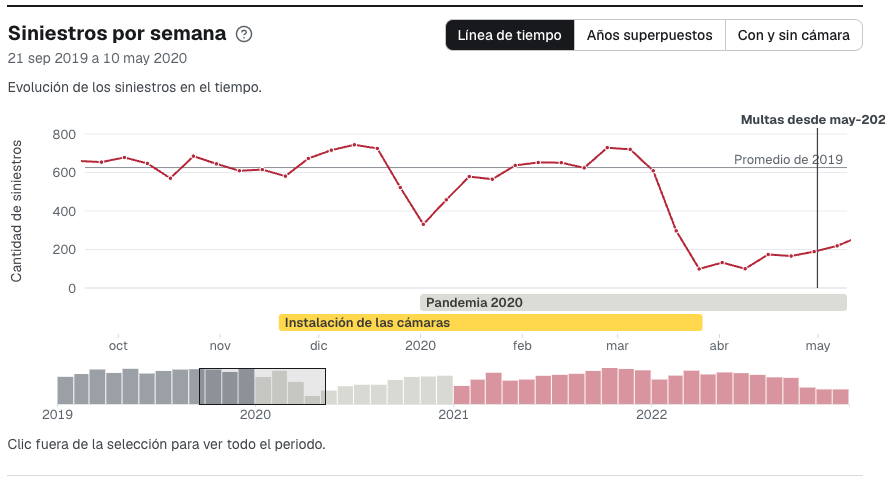 Siniestros por semana ?
Línea de tiempo Años superpuestos Con y sin cámara
21 sep 2019 a 10 may 2020
Evolución de los siniestros en el tiempo.
Multas desde may-202
Cantidad de siniestros
800
600
400
200
0
Promedio de 2019
Pandemia 2020
Instalación de las cámaras
oct nov dic 2020 feb mar abr may
2019 2020 2021 2022
Clic fuera de la selección para ver todo el periodo.